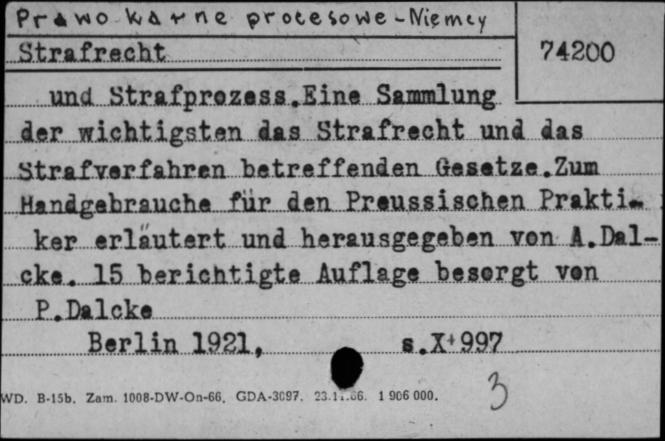 Prawo karne procesowe - Niemcy
Strafrecht
74200
und Strafprozess.Eine Sammlung
der wichtigsten das Strafrecht und das
Strafverfahren betreffenden Gesetze.Zum
Handgebrauche für den Preussischen Prakti-
ker erläutert und herausgegeben von A.Dal-
cke. 15 berichtigte Auflage besorgt von
P.Dalcke
Berlin 1921, s.X+997
WD. B-15b. Zam. 1008-DW-On-66. GDA-3097. 23.11.66. 1 906 000.
3